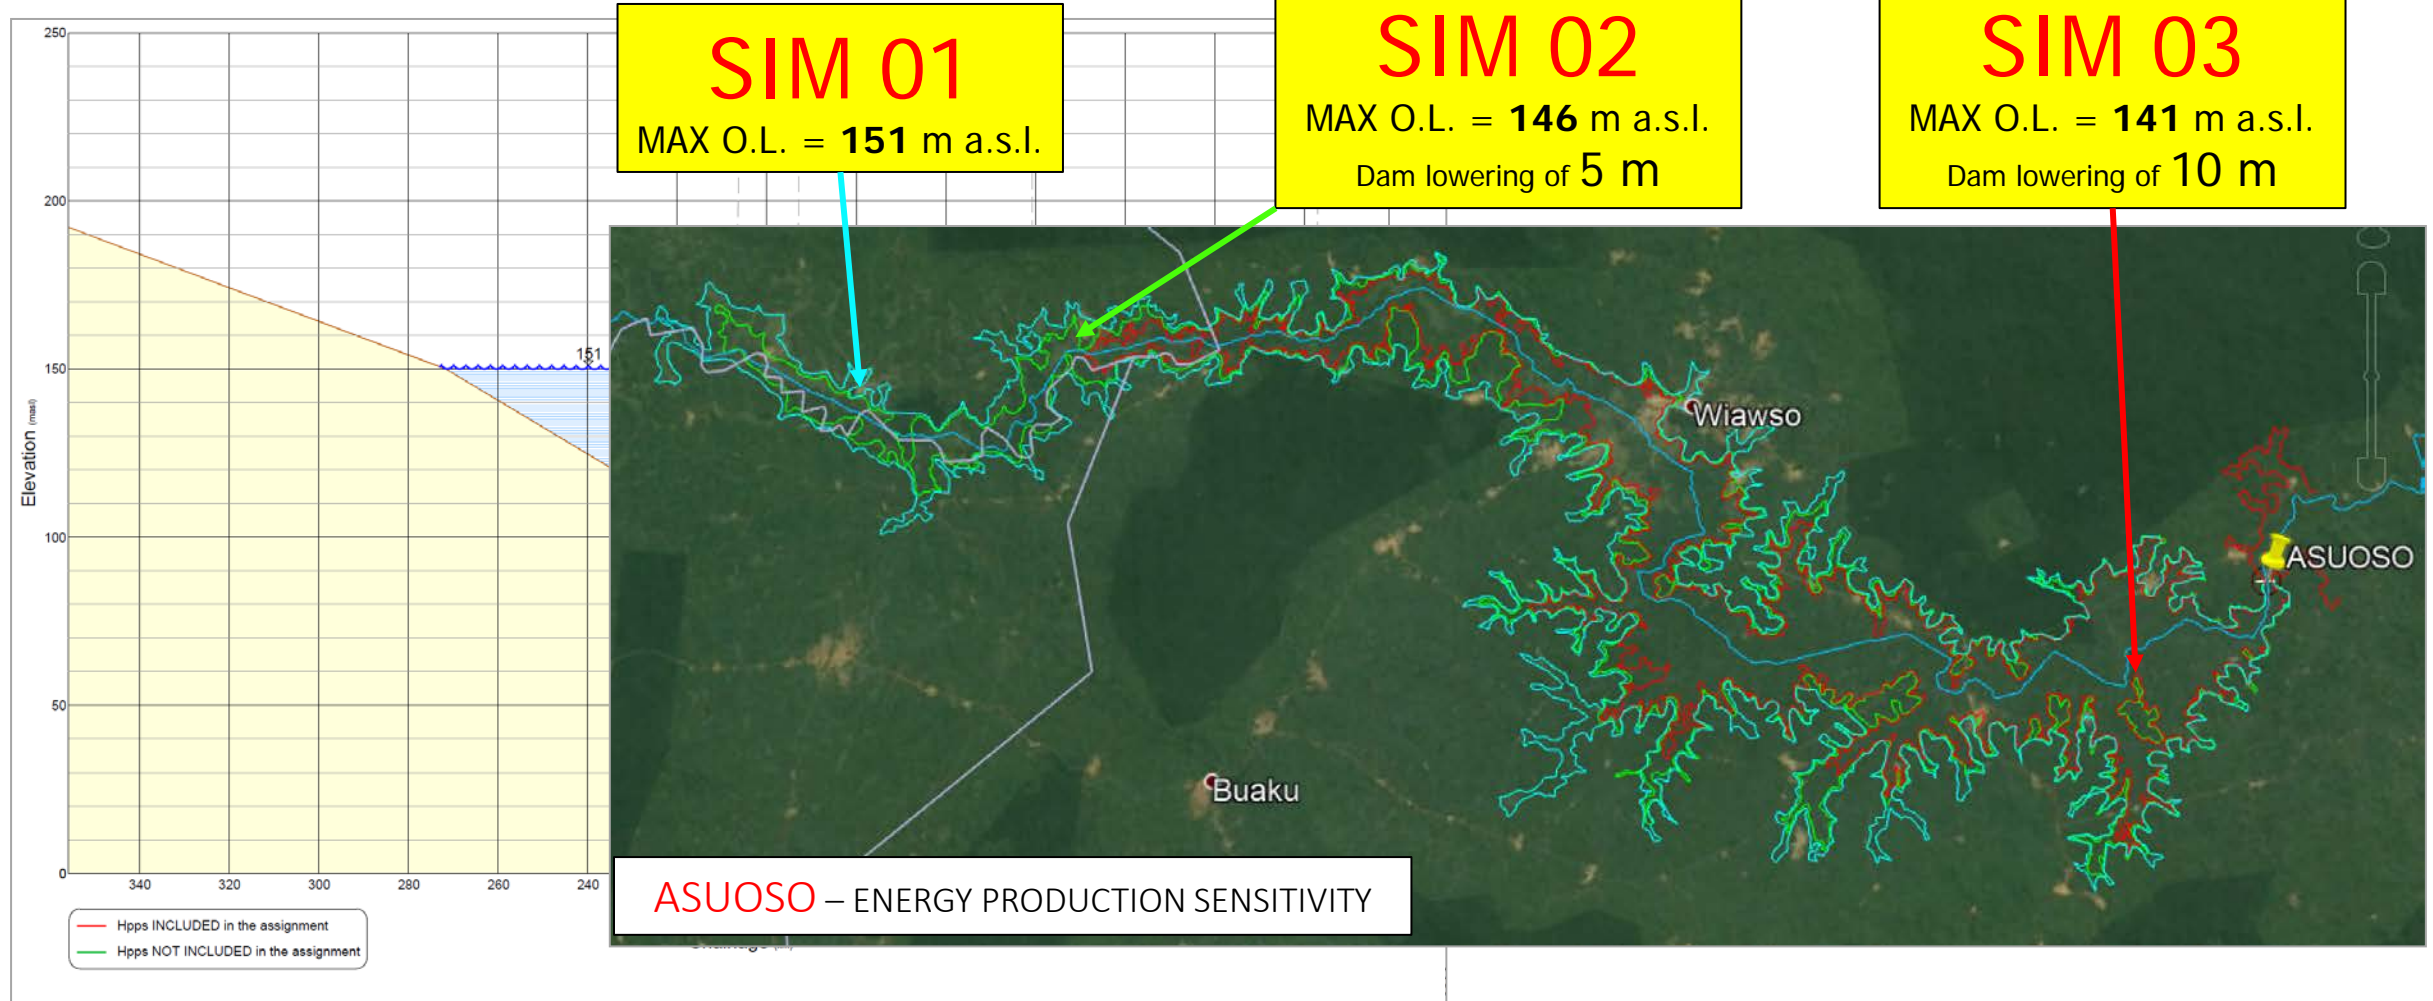 SIM 01
MAX O.L. = 151 m a.s.l.
SIM 02
MAX O.L. = 146 m a.s.l.
Dam lowering of 5 m
SIM 03
MAX O.L. = 141 m a.s.l.
Dam lowering of 10 m
250
200
150
100
50
0
Elevation (masl)
151
340 320 300 280 260 240
Wiawso
ASUOSO
Buaku
ASUOSO – ENERGY PRODUCTION SENSITIVITY
Hpps INCLUDED in the assignment
Hpps NOT INCLUDED in the assignment